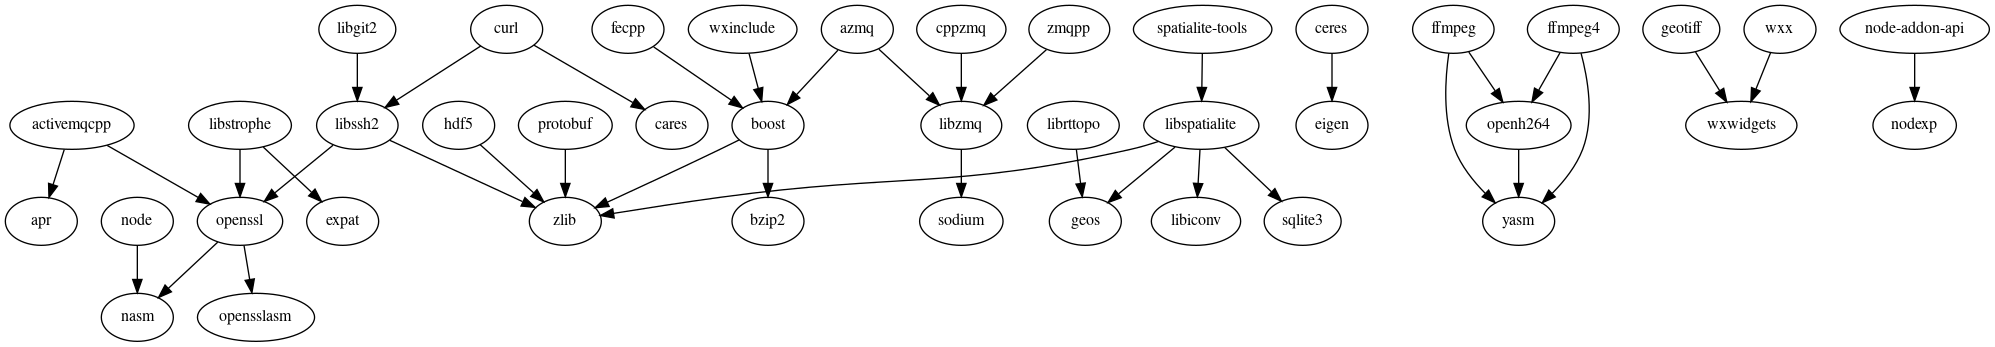 libgit2
curl
fecpp
wxinclude
azmq
cppzmq
zmqpp
spatialite-tools
ceres
ffmpeg
ffmpeg4
geotiff
wxx
node-addon-api
activemqcpp
libstrophe
libssh2
hdf5
protobuf
cares
boost
libzmq
librttopo
libspatialite
eigen
openh264
wxwidgets
nodexp
apr
node
openssl
expat
zlib
bzip2
sodium
geos
libiconv
sqlite3
yasm
nasm
opensslasm